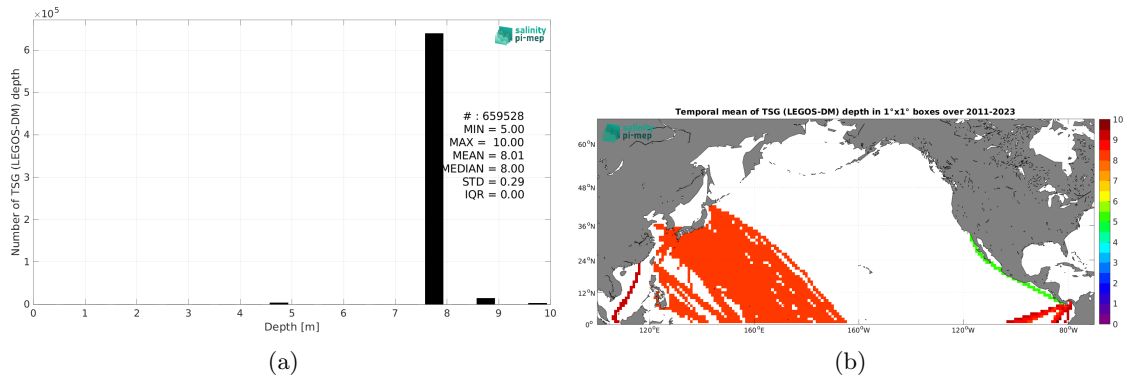 ×10⁵
salinity
pi-mep
Number of TSG (LEGOS-DM) depth
6
5
4
3
2
1
0
# : 659528
MIN = 5.00
MAX = 10.00
MEAN = 8.01
MEDIAN = 8.00
STD = 0.29
IQR = 0.00
0 1 2 3 4 5 6 7 8 9 10
Depth [m]
(a)
Temporal mean of TSG (LEGOS-DM) depth in 1°x1° boxes over 2011-2023
salinity
pi-mep
60°N
48°N
36°N
24°N
12°N
0°
120°E 160°E 160°W 120°W 80°W
10
9
8
7
6
5
4
3
2
1
0
(b)